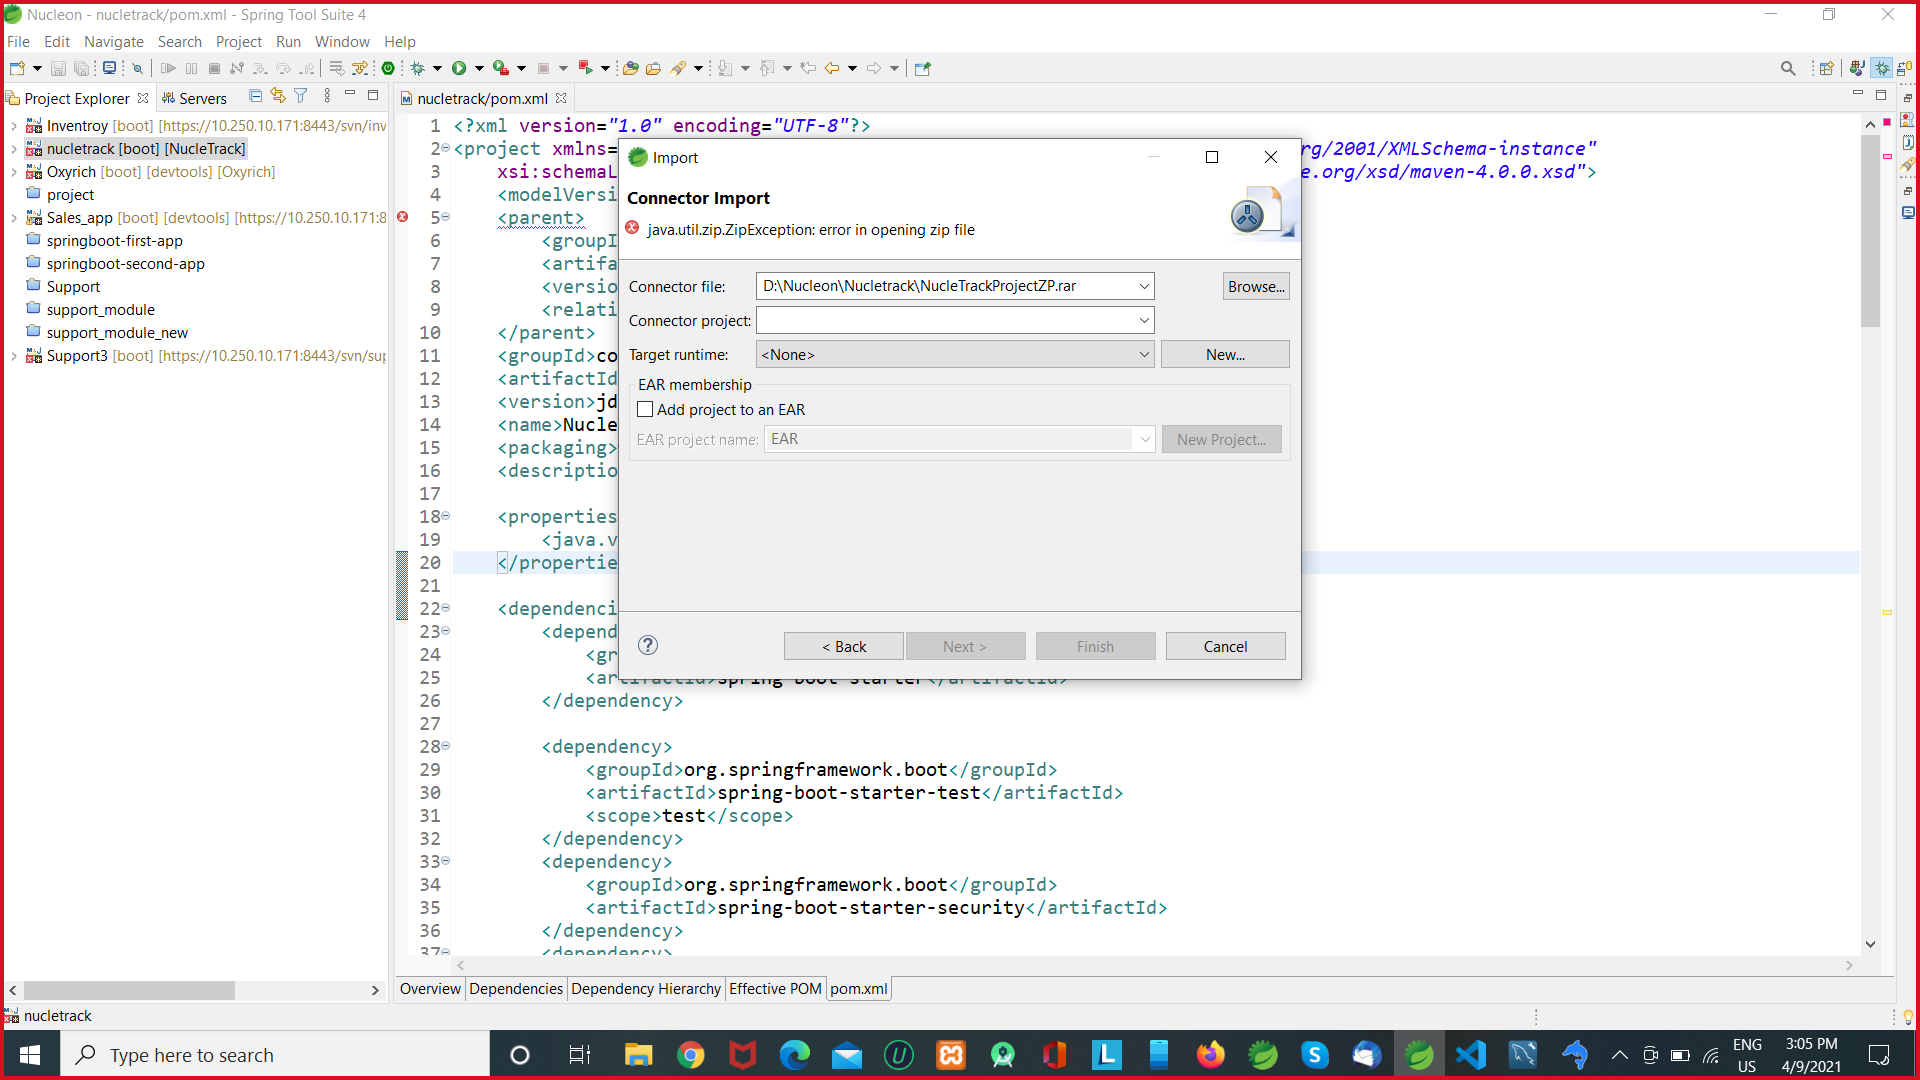 Nucleon - nucletrack/pom.xml - Spring Tool Suite 4
File Edit Navigate Search Project Run Window Help
Project Explorer
Servers
Inventroy [boot] [https://10.250.10.171:8443/svn/inv
nucletrack [boot] [NucleTrack]
Oxyrich [boot] [devtools] [Oxyrich]
project
Sales_app [boot] [devtools] [https://10.250.10.171:8
springboot-first-app
springboot-second-app
Support
support_module
support_module_new
Support3 [boot] [https://10.250.10.171:8443/svn/sup
nucletrack/pom.xml
1 <?xml version="1.0" encoding="UTF-8"?>
2 <project xmlns= rg/2001/XMLSchema-instance"
3 xsi:schemaL e.org/xsd/maven-4.0.0.xsd">
4 <modelVersi
5 <parent>
6 <groupI
7 <artifa
8 <versio
9 <relati
10 </parent>
11 <groupId>co
12 <artifactId
13 <version>jd
14 <name>Nucle
15 <packaging>
16 <descriptio
17
18 <properties
19 <java.v
20 </propertie
21
22 <dependenci
23 <depend
24 <gr
25 <artifactId>spring-boot-starter</artifactId>
26 </dependency>
27
28 <dependency>
29 <groupId>org.springframework.boot</groupId>
30 <artifactId>spring-boot-starter-test</artifactId>
31 <scope>test</scope>
32 </dependency>
33 <dependency>
34 <groupId>org.springframework.boot</groupId>
35 <artifactId>spring-boot-starter-security</artifactId>
36 </dependency>
37 <dependency>
Import
Connector Import
java.util.zip.ZipException: error in opening zip file
Connector file: D:\Nucleon\Nucletrack\NucleTrackProjectZP.rar Browse...
Connector project:
Target runtime: <None> New...
EAR membership
Add project to an EAR
EAR project name: EAR New Project...
< Back Next > Finish Cancel
Overview Dependencies Dependency Hierarchy Effective POM pom.xml
nucletrack
Type here to search
ENG
US
3:05 PM
4/9/2021